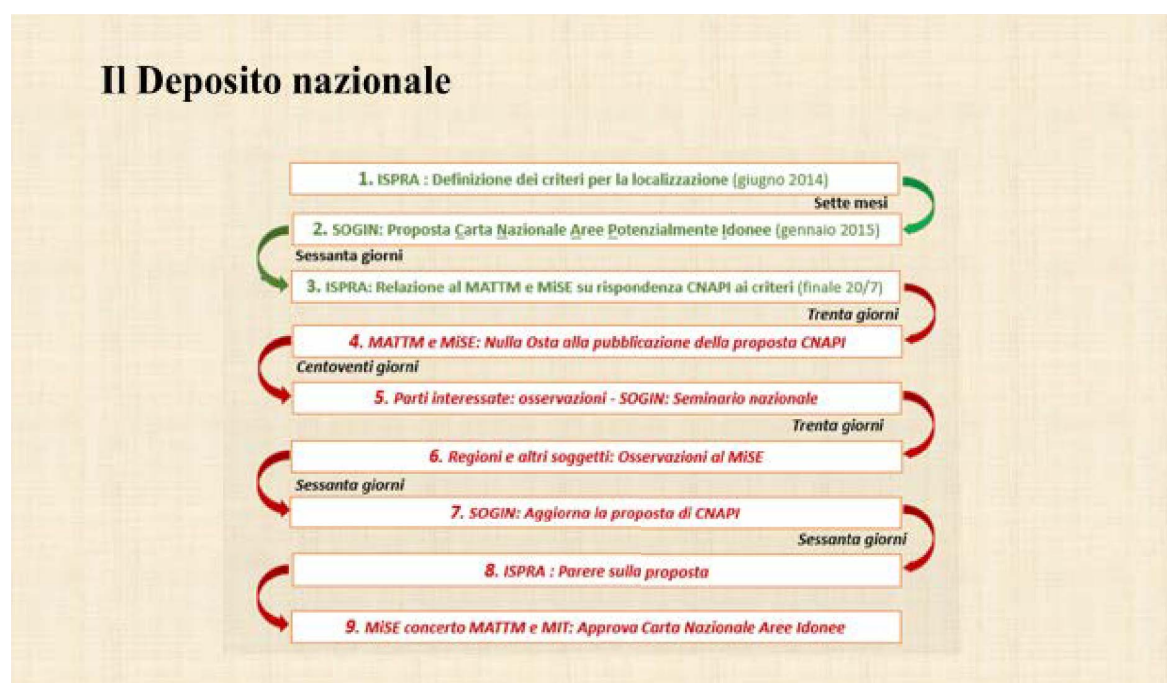 Il Deposito nazionale
1. ISPRA : Definizione dei criteri per la localizzazione (giugno 2014)
Sette mesi
2. SOGIN: Proposta Carta Nazionale Aree Potenzialmente Idonee (gennaio 2015)
Sessanta giorni
3. ISPRA: Relazione al MATTM e MiSE su rispondenza CNAPI ai criteri (finale 20/7)
Trenta giorni
4. MATTM e MiSE: Nulla Osta alla pubblicazione della proposta CNAPI
Centoventi giorni
5. Parti interessate: osservazioni - SOGIN: Seminario nazionale
Trenta giorni
6. Regioni e altri soggetti: Osservazioni al MiSE
Sessanta giorni
7. SOGIN: Aggiorna la proposta di CNAPI
Sessanta giorni
8. ISPRA : Parere sulla proposta
9. MiSE concerto MATTM e MIT: Approva Carta Nazionale Aree Idonee